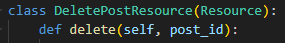 class DeletePostResource(Resource):
    def delete(self, post_id):